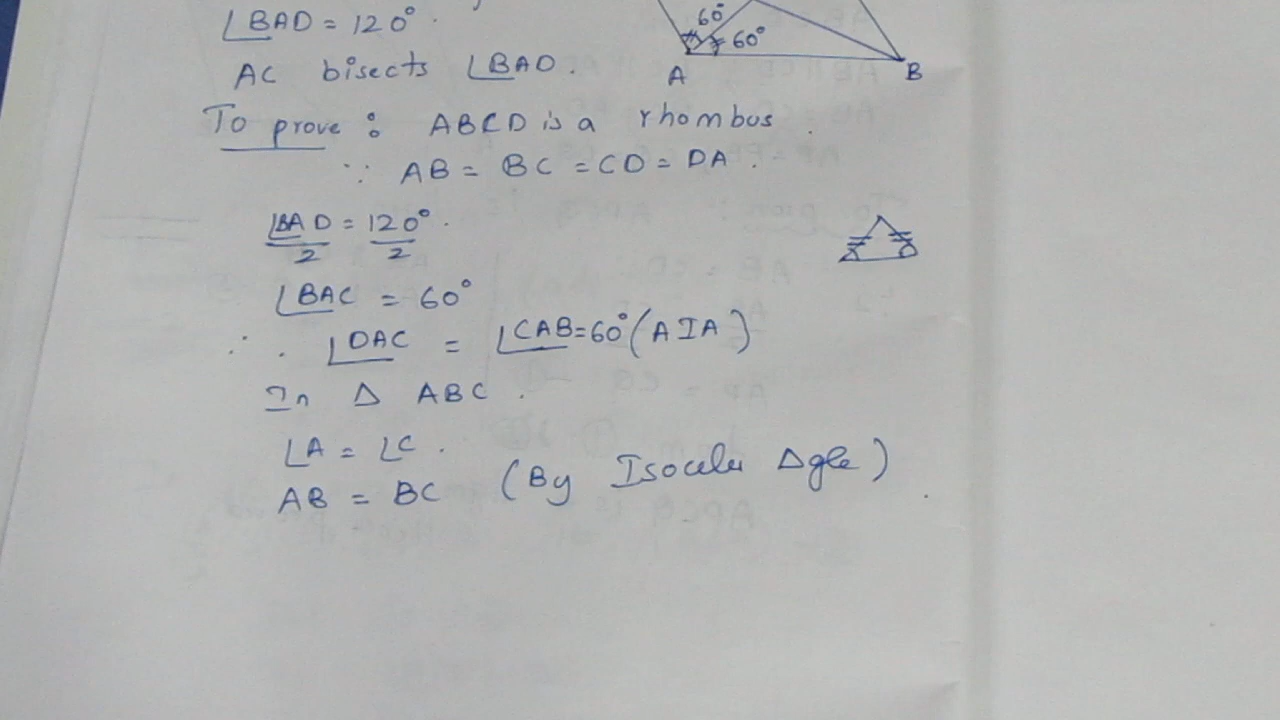 ∠BAD = 120°.
60°
60°
A
B
AC bisects ∠BAD.
To prove : ABCD is a rhombus.
∵ AB = BC = CD = DA.
∠BAD/2 = 120°/2.
∠BAC = 60°
∴ ∠DAC = ∠CAB=60° (AIA)
In Δ ABC.
∠A = ∠C.
AB = BC (By Isoceles Δgle)